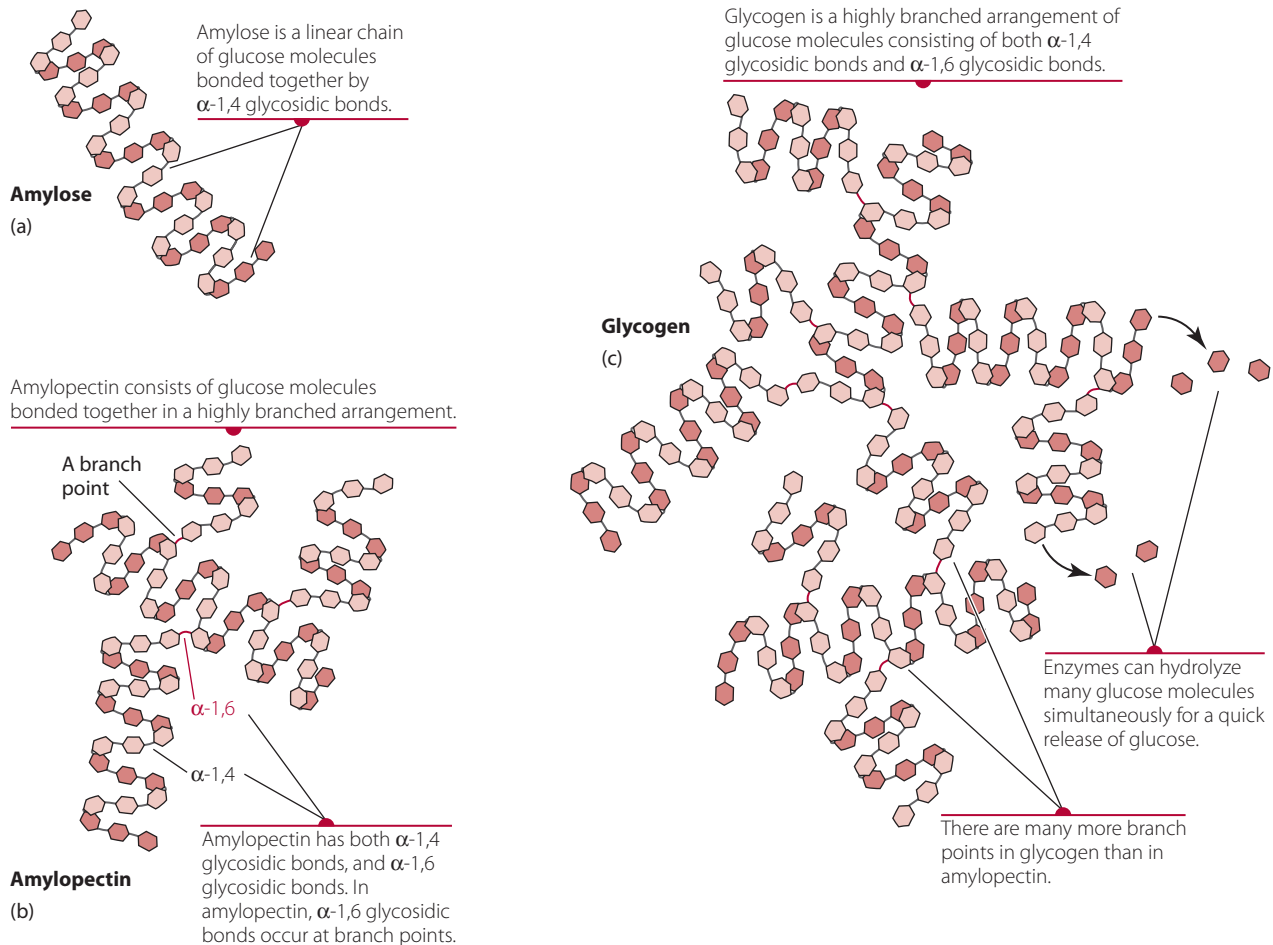 Amylose is a linear chain
of glucose molecules
bonded together by
α-1,4 glycosidic bonds.
Amylose
(a)
Amylopectin consists of glucose molecules
bonded together in a highly branched arrangement.
A branch
point
α-1,6
α-1,4
Amylopectin has both α-1,4
glycosidic bonds, and α-1,6
glycosidic bonds. In
amylopectin, α-1,6 glycosidic
bonds occur at branch points.
Amylopectin
(b)
Glycogen is a highly branched arrangement of
glucose molecules consisting of both α-1,4
glycosidic bonds and α-1,6 glycosidic bonds.
Glycogen
(c)
Enzymes can hydrolyze
many glucose molecules
simultaneously for a quick
release of glucose.
There are many more branch
points in glycogen than in
amylopectin.